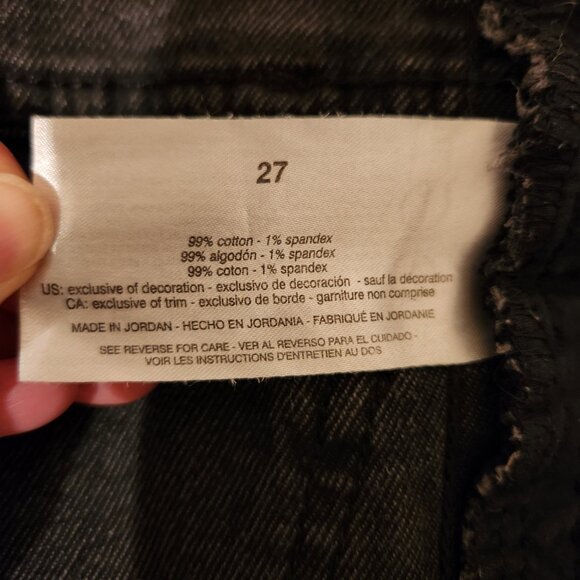 27
99% cotton - 1% spandex
99% algodón - 1% spandex
99% coton - 1% spandex
US: exclusive of decoration - exclusivo de decoración - sauf la décoration
CA: exclusive of trim - exclusivo de borde - garniture non comprise
MADE IN JORDAN - HECHO EN JORDANIA - FABRIQUÉ EN JORDANIE
SEE REVERSE FOR CARE - VER AL REVERSO PARA EL CUIDADO -
VOIR LES INSTRUCTIONS D'ENTRETIEN AU DOS